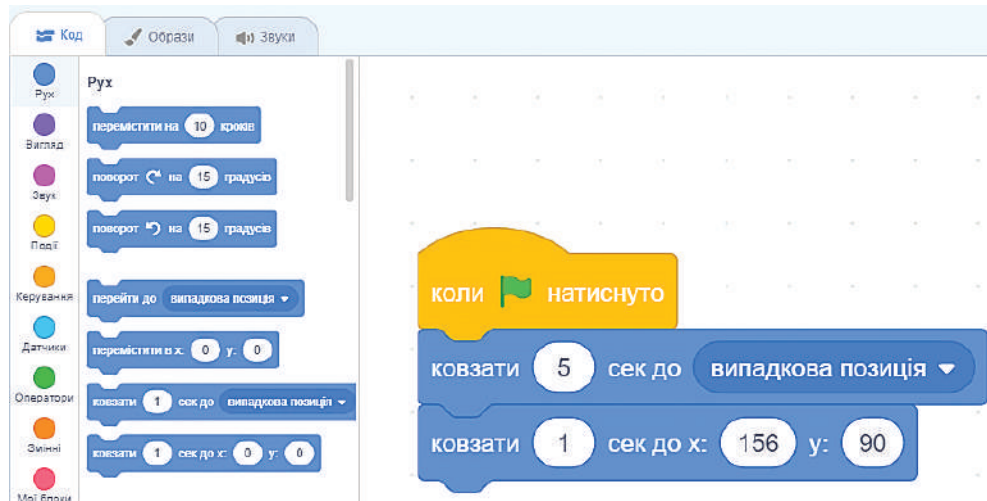 Код Образи Звуки
Рух
Рух
перемістити на 10 кроків
Вигляд
поворот на 15 градусів
Звук
поворот на 15 градусів
Події
Керування
перейти до випадкова позиція
Датчики
перемістити в x: 0 y: 0
Оператори
ковзати 1 сек до випадкова позиція
Змінні
ковзати 1 сек до x: 0 y: 0
Мої блоки
коли натиснуто
ковзати 5 сек до випадкова позиція
ковзати 1 сек до x: 156 y: 90